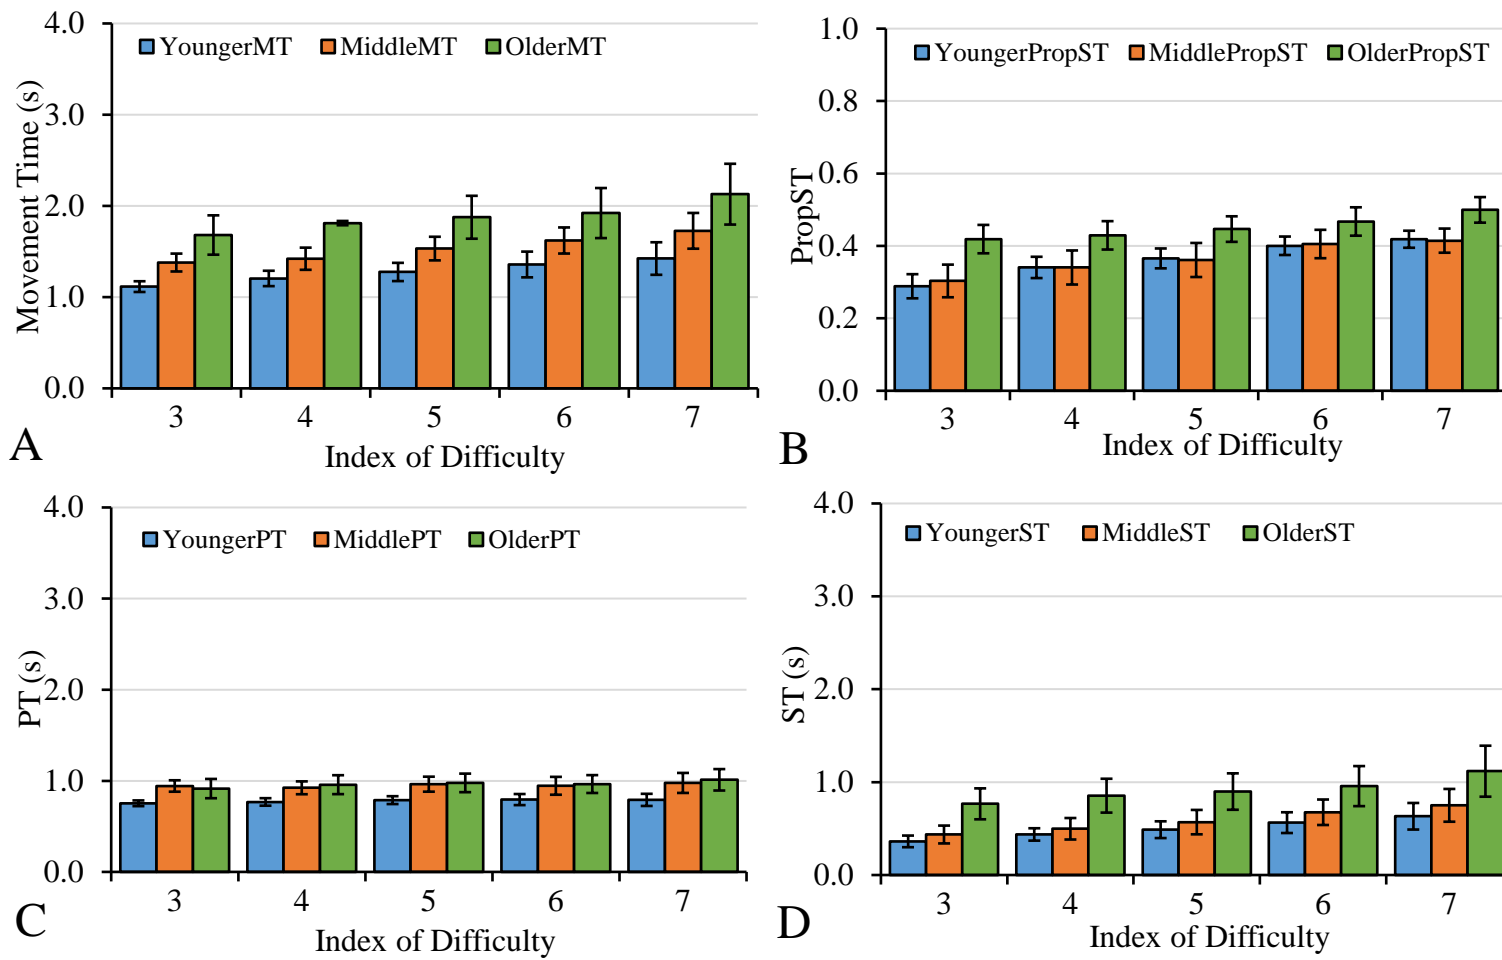 4.0
3.0
2.0
1.0
0.0
Movement Time (s)
YoungerMT MiddleMT OlderMT
3 4 5 6 7
Index of Difficulty
A
1.0
0.8
0.6
0.4
0.2
0.0
PropST
YoungerPropST MiddlePropST OlderPropST
3 4 5 6 7
Index of Difficulty
B
4.0
3.0
2.0
1.0
0.0
PT (s)
YoungerPT MiddlePT OlderPT
3 4 5 6 7
Index of Difficulty
C
4.0
3.0
2.0
1.0
0.0
ST (s)
YoungerST MiddleST OlderST
3 4 5 6 7
Index of Difficulty
D